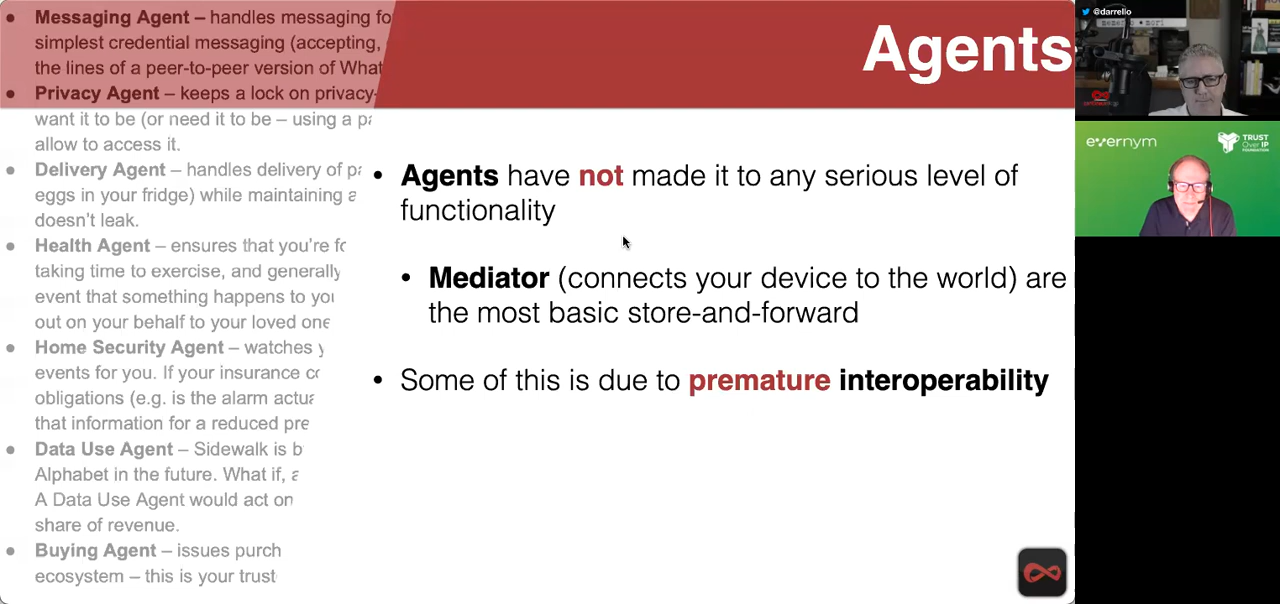 Messaging Agent – handles messaging fo
simplest credential messaging (accepting,
the lines of a peer-to-peer version of What
Privacy Agent – keeps a lock on privacy-
want it to be (or need it to be – using a pa
allow to access it.
Delivery Agent – handles delivery of pa
eggs in your fridge) while maintaining a
doesn't leak.
Health Agent – ensures that you're fo
taking time to exercise, and generally
event that something happens to you
out on your behalf to your loved one
Home Security Agent – watches y
events for you. If your insurance co
obligations (e.g. is the alarm actua
that information for a reduced pre
Data Use Agent – Sidewalk is b
Alphabet in the future. What if, a
A Data Use Agent would act on
share of revenue.
Buying Agent – issues purch
ecosystem – this is your trust
Agents
• Agents have not made it to any serious level of
functionality
• Mediator (connects your device to the world) are
the most basic store-and-forward
• Some of this is due to premature interoperability
@darrello
evernym
TRUST
Over IP
FOUNDATION